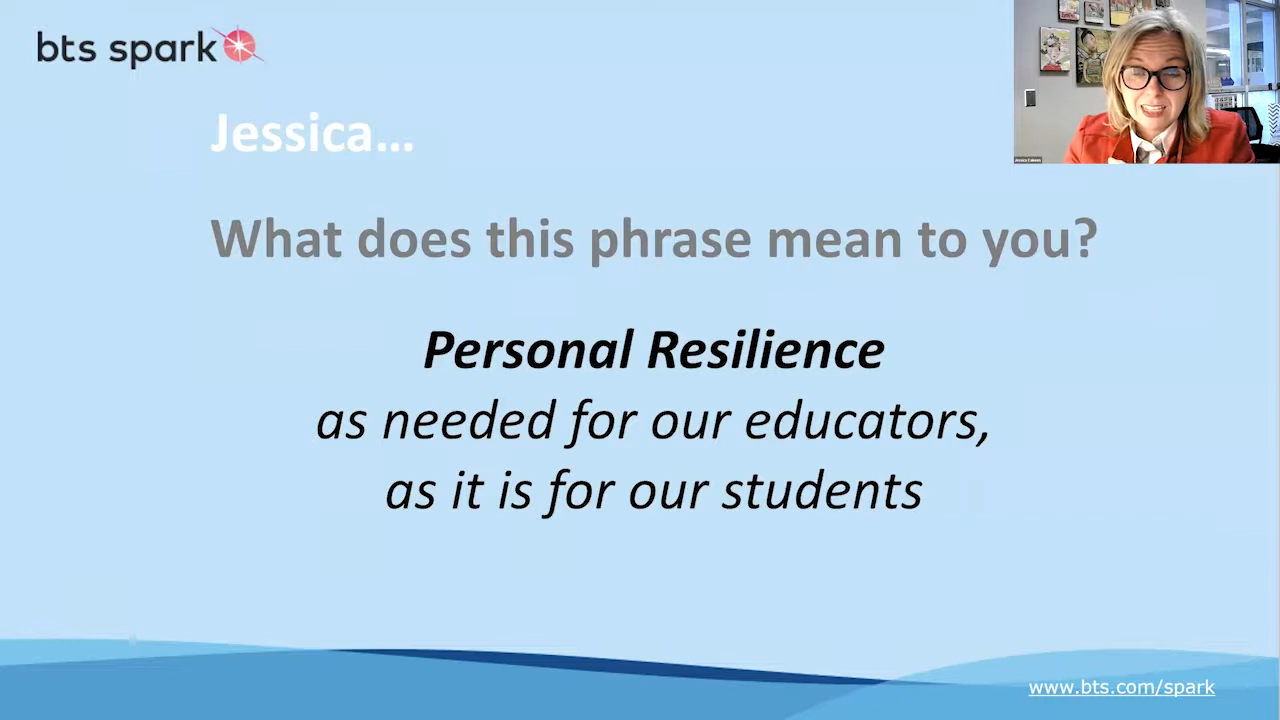 bts spark
Jessica...
What does this phrase mean to you?
Personal Resilience
as needed for our educators,
as it is for our students
www.bts.com/spark